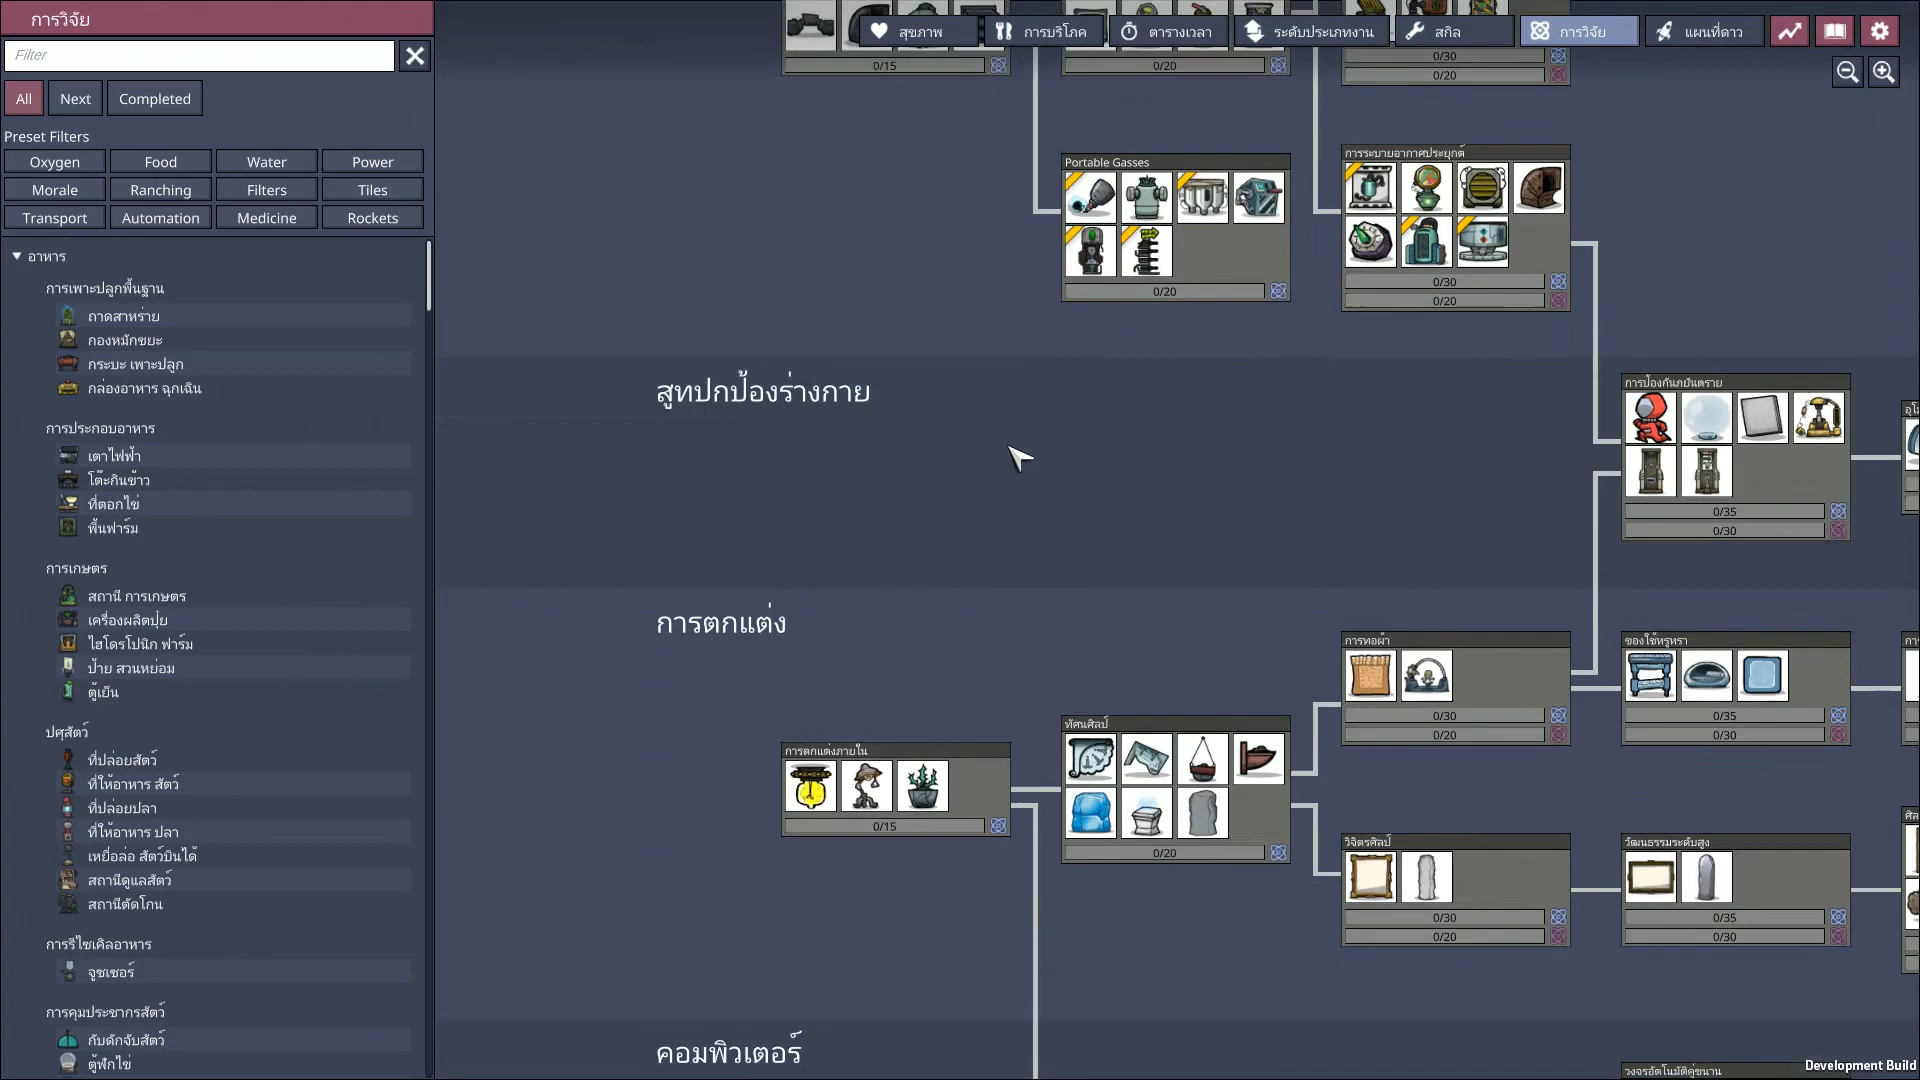 การวิจัย
Filter
All
Next
Completed
Preset Filters
Oxygen
Food
Water
Power
Morale
Ranching
Filters
Tiles
Transport
Automation
Medicine
Rockets
อาหาร
การเพาะปลูกพื้นฐาน
ถาดสาหร่าย
กองหมักขยะ
กระบะ เพาะปลูก
กล่องอาหาร ฉุกเฉิน
การประกอบอาหาร
เตาไฟฟ้า
โต๊ะกินข้าว
ที่ตอกไข่
พื้นฟาร์ม
การเกษตร
สถานี การเกษตร
เครื่องผลิตปุ๋ย
ไฮโดรโปนิก ฟาร์ม
ป้าย สวนหย่อม
ตู้เย็น
ปศุสัตว์
ที่ปล่อยสัตว์
ที่ให้อาหาร สัตว์
ที่ปล่อยปลา
ที่ให้อาหาร ปลา
เหยื่อล่อ สัตว์บินได้
สถานีดูแลสัตว์
สถานีตัดโกน
การรีไซเคิลอาหาร
จูซเซอร์
การคุมประชากรสัตว์
กับดักจับสัตว์
ตู้ฟักไข่
สุขภาพ
การบริโภค
ตารางเวลา
ระดับประเภทงาน
สกิล
การวิจัย
แผนที่ดาว
0/15
0/20
0/30
0/20
Portable Gasses
0/20
การระบายอากาศประยุกต์
0/30
0/20
สูทปกป้องร่างกาย
การป้องกันภยันตราย
0/35
0/30
การตกแต่ง
การตกแต่งภายใน
0/15
ทัศนศิลป์
0/20
การทอผ้า
0/30
0/20
ของใช้หรูหรา
0/35
0/30
วิจิตรศิลป์
0/30
0/20
วัฒนธรรมระดับสูง
0/35
0/30
คอมพิวเตอร์
วงจรอัตโนมัติคู่ขนาน
Development Build